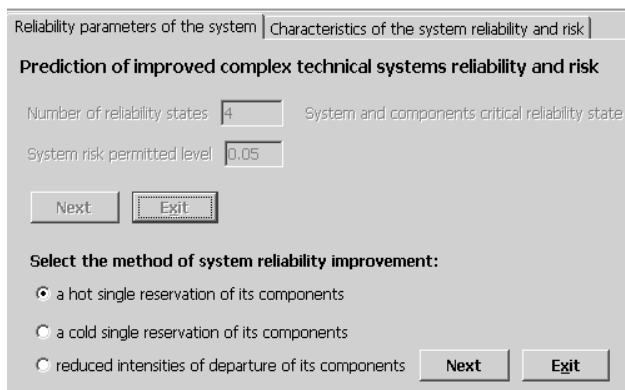 Reliability parameters of the system Characteristics of the system reliability and risk
Prediction of improved complex technical systems reliability and risk
Number of reliability states 4 System and components critical reliability state
System risk permitted level 0.05
Next Exit
Select the method of system reliability improvement:
a hot single reservation of its components
a cold single reservation of its components
reduced intensities of departure of its components Next Exit